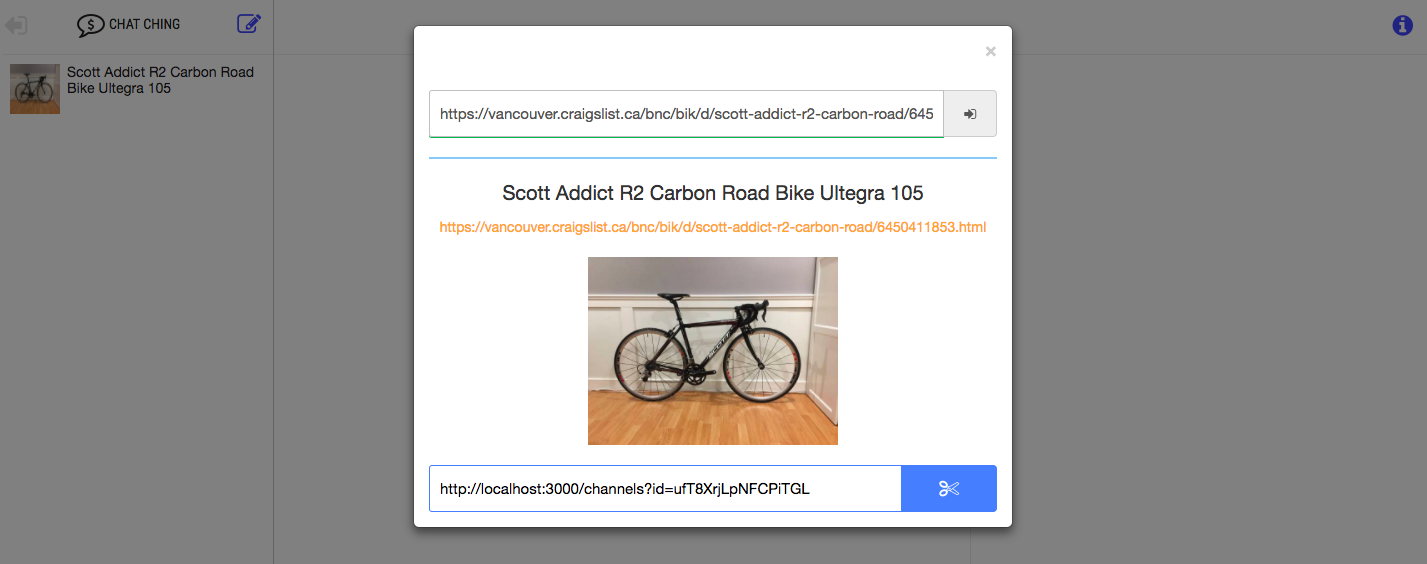 $ CHAT CHING
Scott Addict R2 Carbon Road
Bike Ultegra 105
×
https://vancouver.craigslist.ca/bnc/bik/d/scott-addict-r2-carbon-road/645
Scott Addict R2 Carbon Road Bike Ultegra 105
https://vancouver.craigslist.ca/bnc/bik/d/scott-addict-r2-carbon-road/6450411853.html
SCOTT
http://localhost:3000/channels?id=ufT8XrjLpNFCPiTGL